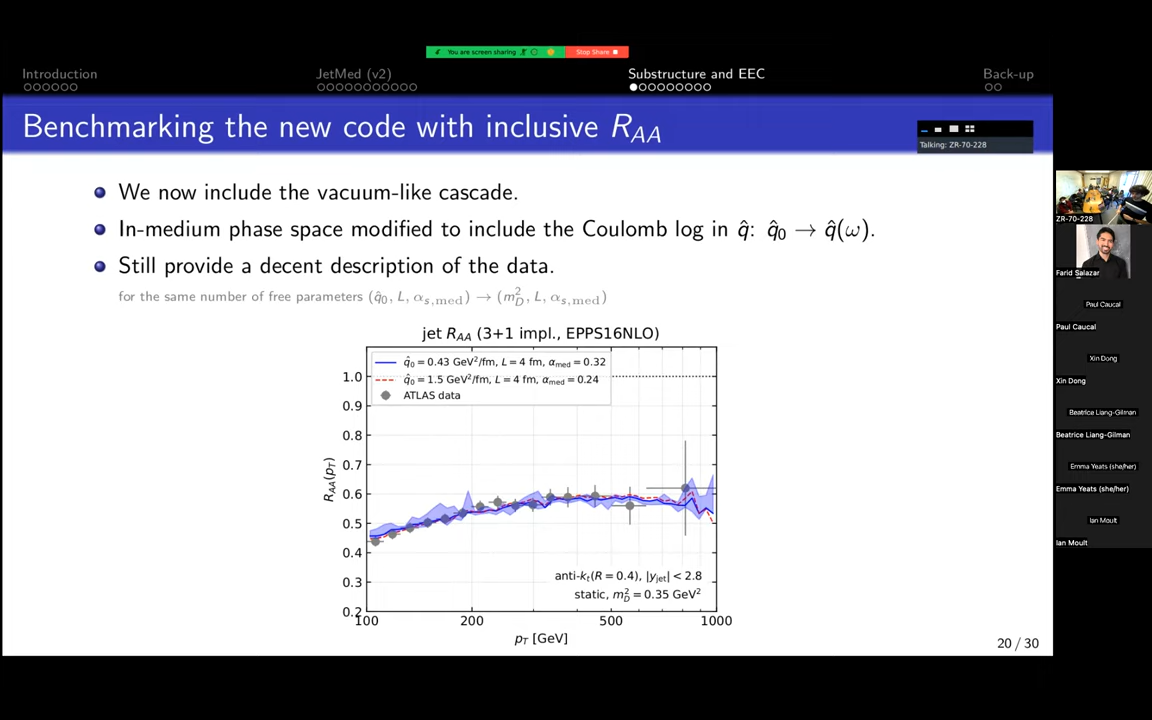 You are screen sharing
Stop Share
Introduction
JetMed (v2)
Substructure and EEC
Back-up
Benchmarking the new code with inclusive R_AA
Talking: ZR-70-228
We now include the vacuum-like cascade.
In-medium phase space modified to include the Coulomb log in q̂: q̂₀ → q̂(ω).
Still provide a decent description of the data.
for the same number of free parameters (q̂₀, L, α_s,med) → (m_D², L, α_s,med)
jet R_AA (3+1 impl., EPPS16NLO)
q̂₀ = 0.43 GeV²/fm, L = 4 fm, α_med = 0.32
q̂₀ = 1.5 GeV²/fm, L = 4 fm, α_med = 0.24
ATLAS data
1.0
0.9
0.8
0.7
0.6
0.5
0.4
0.3
0.2
R_AA(p_T)
anti-k_t(R = 0.4), |y_jet| < 2.8
static, m_D² = 0.35 GeV²
100
200
500
1000
p_T [GeV]
20 / 30
ZR-70-228
Farid Salazar
Paul Caucal
Paul Caucal
Xin Dong
Xin Dong
Beatrice Liang-Gilman
Beatrice Liang-Gilman
Emma Yeats (she/her)
Emma Yeats (she/her)
Ian Moult
Ian Moult